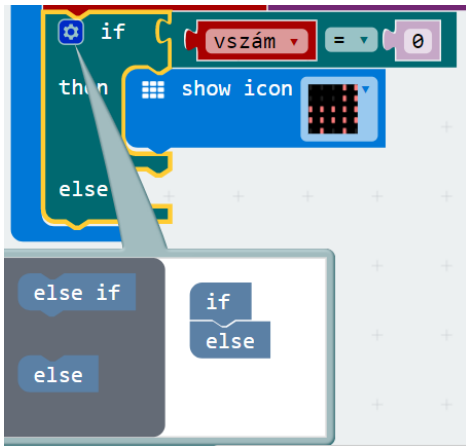 if vszám = 0
then show icon
else
else if
if
else
else